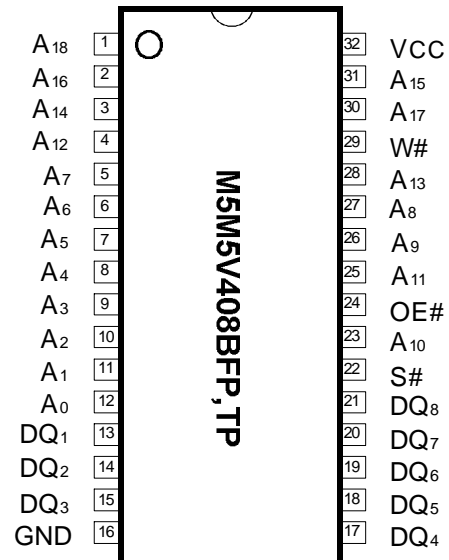 A18 1 32 VCC
A16 2 31 A15
A14 3 30 A17
A12 4 29 W#
A7 5 28 A13
A6 6 27 A8
A5 7 26 A9
A4 8 25 A11
A3 9 24 OE#
A2 10 23 A10
A1 11 22 S#
A0 12 21 DQ8
DQ1 13 20 DQ7
DQ2 14 19 DQ6
DQ3 15 18 DQ5
GND 16 17 DQ4
M5M5V408BFP,TP